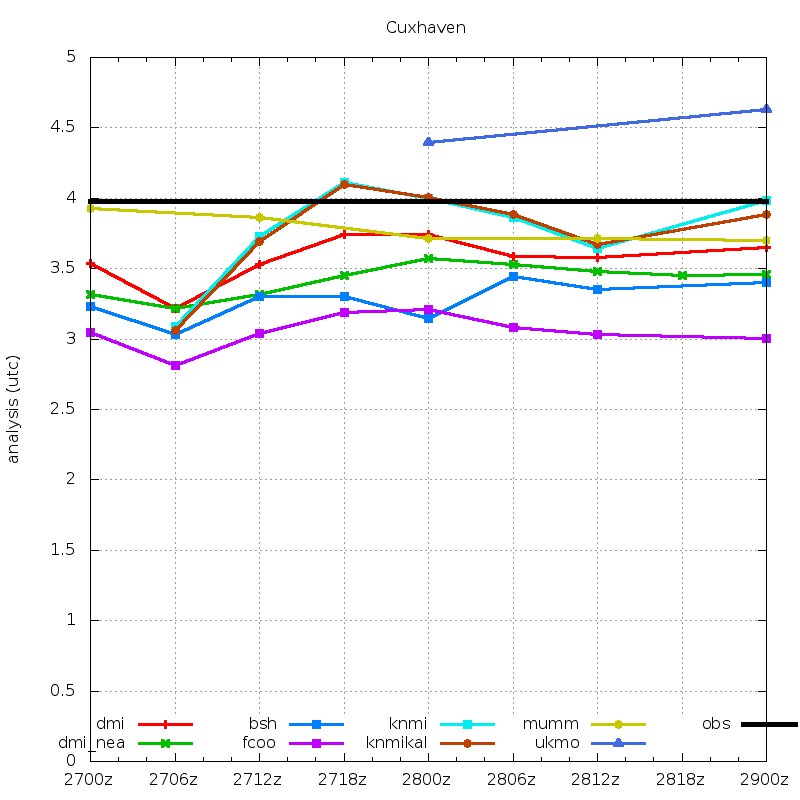 Cuxhaven
5
4.5
4
3.5
3
2.5
2
1.5
1
0.5
0
analysis (utc)
dmi bsh knmi mumm obs
dmi_nea fcoo knmikal ukmo
2700z 2706z 2712z 2718z 2800z 2806z 2812z 2818z 2900z